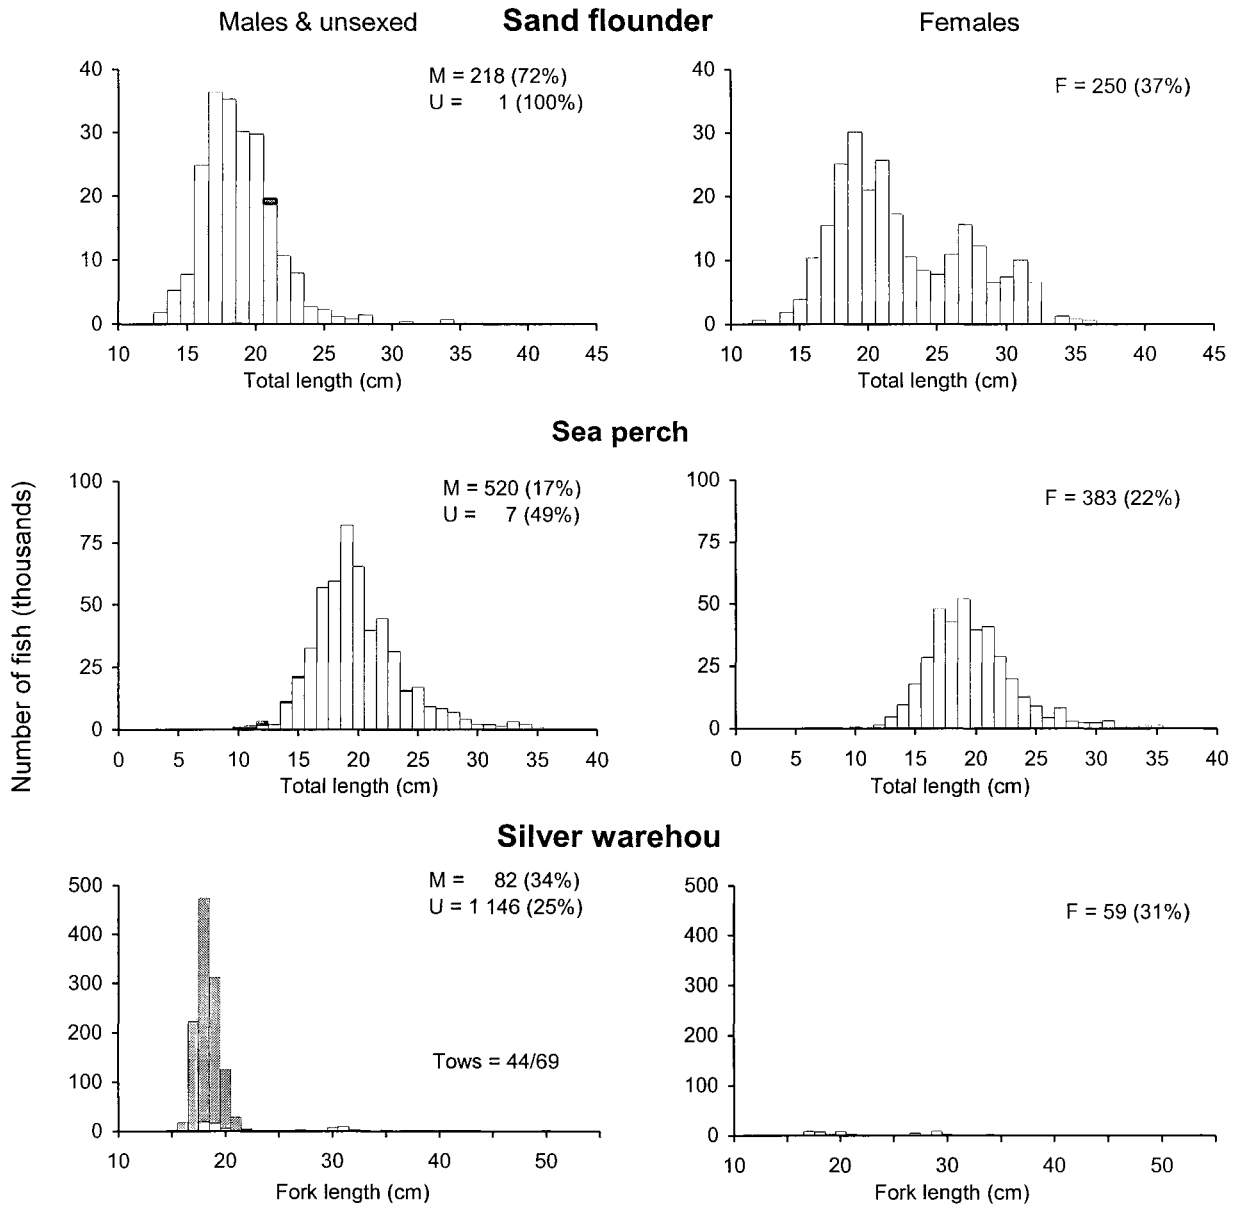 Males & unsexed Sand flounder Females
40 M = 218 (72%) 40 F = 250 (37%)
U = 1 (100%)
30 30
20 20
10 10
0 0
10 15 20 25 30 35 40 45 10 15 20 25 30 35 40 45
Total length (cm) Total length (cm)
Sea perch
Number of fish (thousands)
100 M = 520 (17%) 100 F = 383 (22%)
U = 7 (49%)
75 75
50 50
25 25
0 0
0 5 10 15 20 25 30 35 40 0 5 10 15 20 25 30 35 40
Total length (cm) Total length (cm)
Silver warehou
500 M = 82 (34%) 500
U = 1 146 (25%) F = 59 (31%)
400 400
300 300
200 200
Tows = 44/69
100 100
0 0
10 20 30 40 50 10 20 30 40 50
Fork length (cm) Fork length (cm)